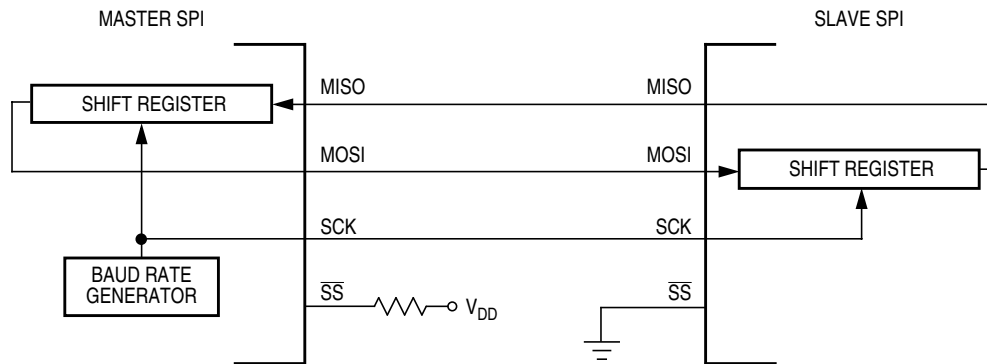 MASTER SPI
SLAVE SPI
MISO
MISO
SHIFT REGISTER
MOSI
MOSI
SHIFT REGISTER
SCK
SCK
BAUD RATE
GENERATOR
SS
V_DD
SS